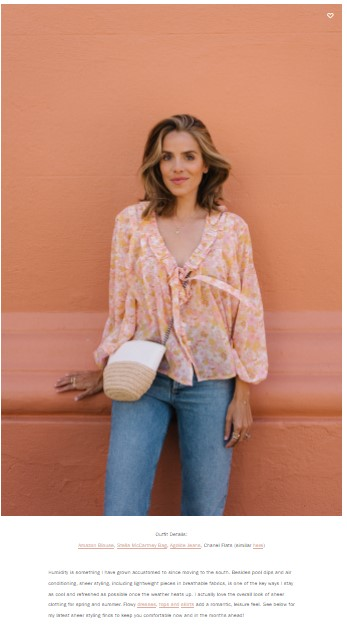 Outfit Details:
Amazon Blouse, Stella McCartney Bag, Agolde Jeans, Chanel Flats (similar here)
Humidity is something I have grown accustomed to since moving to the south. Besides pool dips and air
conditioning, sheer styling, including lightweight pieces in breathable fabrics, is one of the key ways I stay
as cool and refreshed as possible once the weather heats up. I actually love the overall look of sheer
clothing for spring and summer. Flowy dresses, tops and pants add a romantic, leisure feel. See below for
my latest sheer styling finds to keep you comfortable now and in the months ahead!